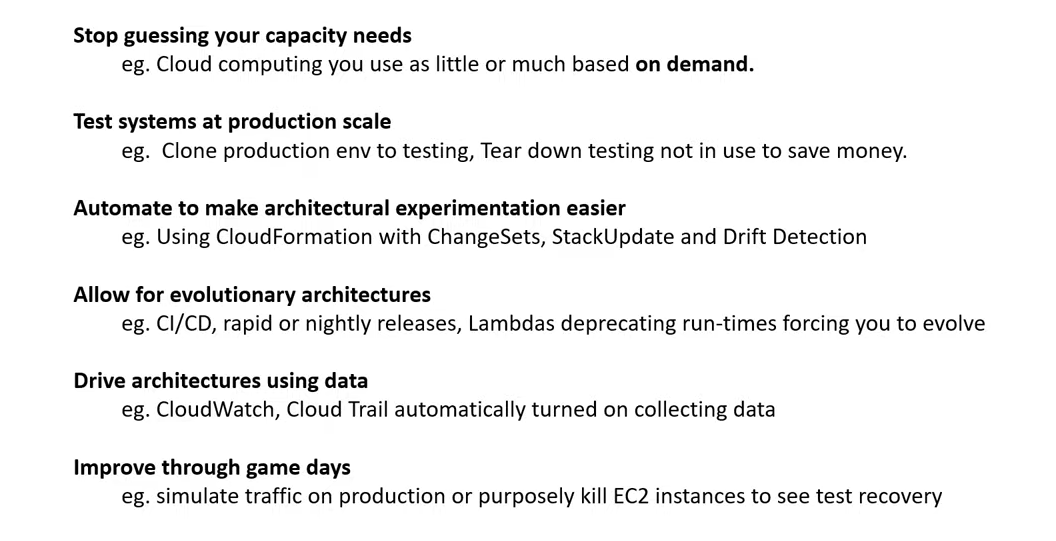 Stop guessing your capacity needs
eg. Cloud computing you use as little or much based on demand.
Test systems at production scale
eg.  Clone production env to testing, Tear down testing not in use to save money.
Automate to make architectural experimentation easier
eg. Using CloudFormation with ChangeSets, StackUpdate and Drift Detection
Allow for evolutionary architectures
eg. CI/CD, rapid or nightly releases, Lambdas deprecating run-times forcing you to evolve
Drive architectures using data
eg. CloudWatch, Cloud Trail automatically turned on collecting data
Improve through game days
eg. simulate traffic on production or purposely kill EC2 instances to see test recovery